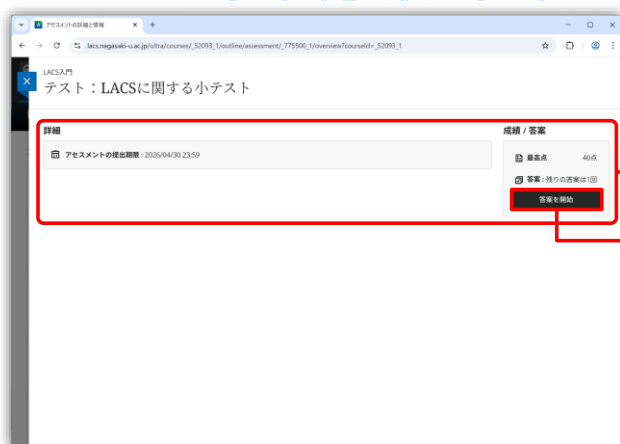 アセスメントの詳細と情報
lacs.nagasaki-u.ac.jp/ultra/courses/_52093_1/outline/assessment/_775500_1/overview?courseId=_52093_1
LACS入門
テスト：LACSに関する小テスト
詳細
アセスメントの提出期限：2026/04/30 23:59
成績 / 答案
最高点 40点
答案：残りの答案は1回
答案を開始